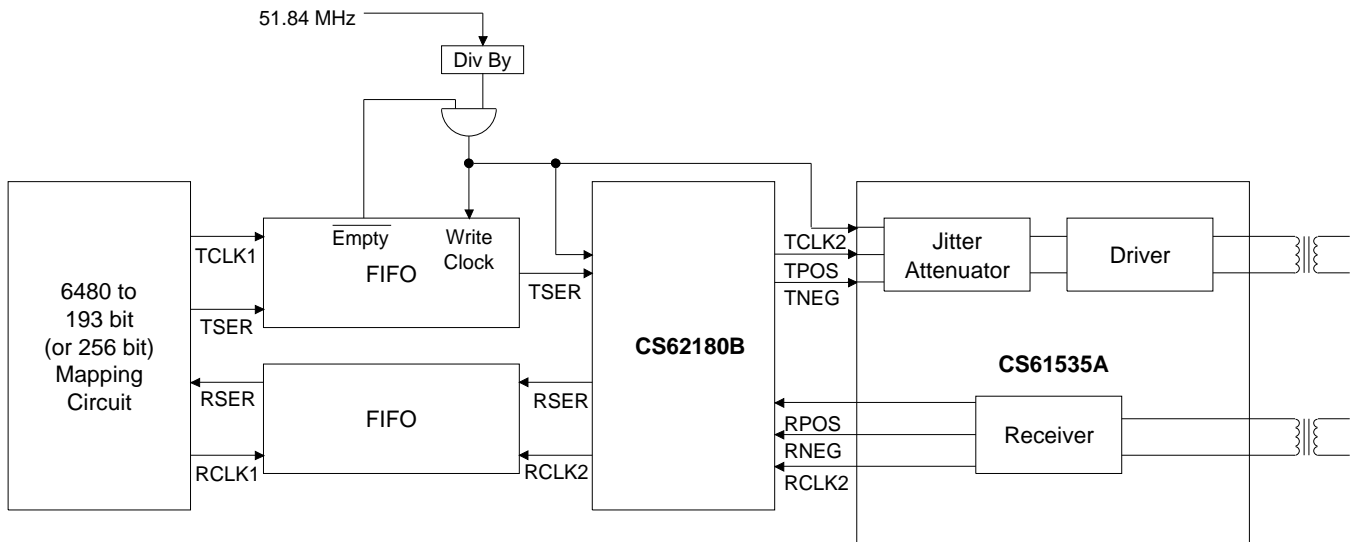 51.84 MHz
Div By
6480 to
193 bit
(or 256 bit)
Mapping
Circuit
TCLK1
TSER
RSER
RCLK1
Empty
Write
Clock
FIFO
TSER
FIFO
RSER
RCLK2
CS62180B
TCLK2
TPOS
TNEG
RPOS
RNEG
RCLK2
Jitter
Attenuator
Driver
CS61535A
Receiver